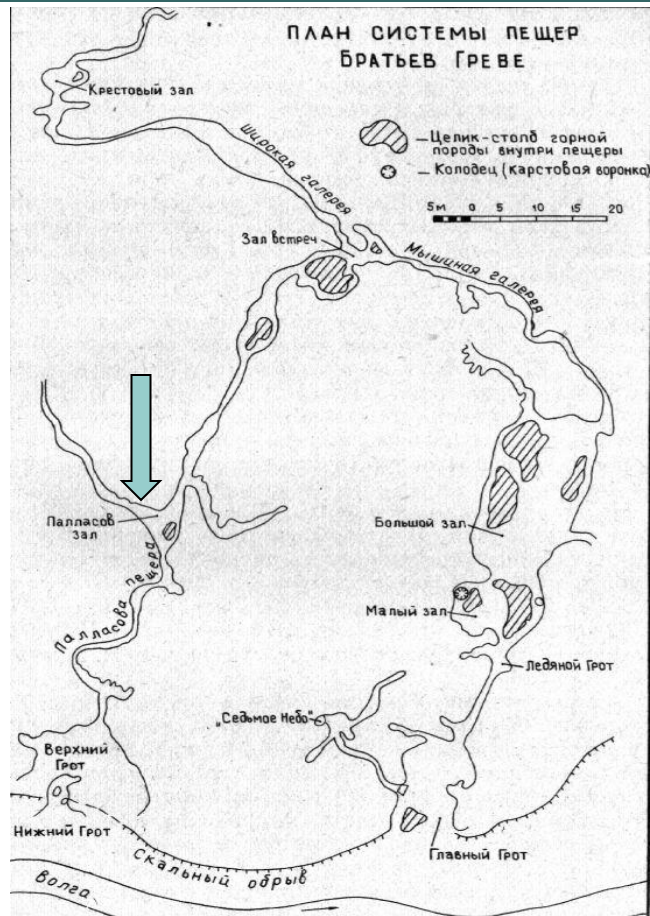 ПЛАН СИСТЕМЫ ПЕЩЕР
БРАТЬЕВ ГРЕВЕ
Крестовый зал
Широкая галерея
— Целик-столб горной
породы внутри пещеры
— Колодец (карстовая воронка)
5м 0 5 10 15 20
Зал встреч
Мышиная галерея
Палласов
зал
Большой зал
Палласова пещера
Малый зал
Ледяной Грот
„Седьмое Небо"
Верхний
Грот
Нижний Грот
Главный Грот
Скальный обрыв
Волга